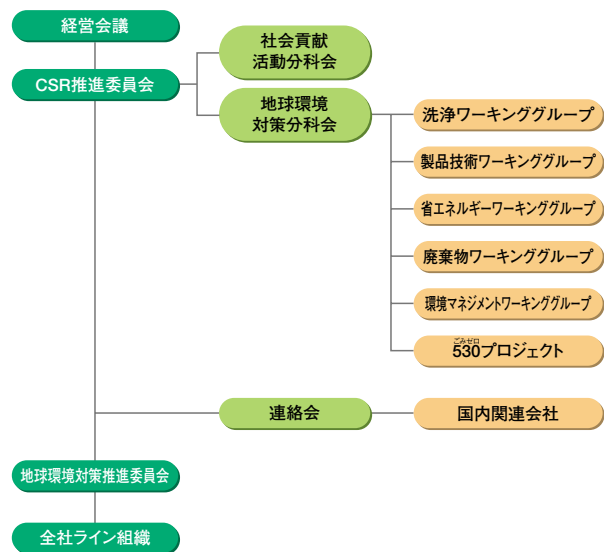 経営会議
CSR推進委員会
社会貢献
活動分科会
地球環境
対策分科会
洗浄ワーキンググループ
製品技術ワーキンググループ
省エネルギーワーキンググループ
廃棄物ワーキンググループ
環境マネジメントワーキンググループ
ごみゼロ
530プロジェクト
連絡会
国内関連会社
地球環境対策推進委員会
全社ライン組織